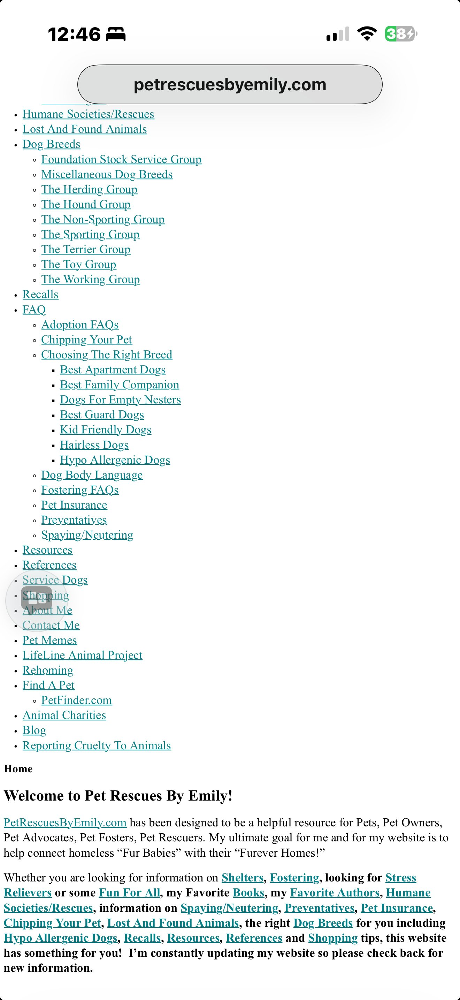 12:46
38
petrescuesbyemily.com
Humane Societies/Rescues
Lost And Found Animals
Dog Breeds
Foundation Stock Service Group
Miscellaneous Dog Breeds
The Herding Group
The Hound Group
The Non-Sporting Group
The Sporting Group
The Terrier Group
The Toy Group
The Working Group
Recalls
FAQ
Adoption FAQs
Chipping Your Pet
Choosing The Right Breed
Best Apartment Dogs
Best Family Companion
Dogs For Empty Nesters
Best Guard Dogs
Kid Friendly Dogs
Hairless Dogs
Hypo Allergenic Dogs
Dog Body Language
Fostering FAQs
Pet Insurance
Preventatives
Spaying/Neutering
Resources
References
Service Dogs
Shopping
About Me
Contact Me
Pet Memes
LifeLine Animal Project
Rehoming
Find A Pet
PetFinder.com
Animal Charities
Blog
Reporting Cruelty To Animals
Home
Welcome to Pet Rescues By Emily!
PetRescuesByEmily.com has been designed to be a helpful resource for Pets, Pet Owners,
Pet Advocates, Pet Fosters, Pet Rescuers. My ultimate goal for me and for my website is to
help connect homeless “Fur Babies” with their “Furever Homes!”
Whether you are looking for information on Shelters, Fostering, looking for Stress
Relievers or some Fun For All, my Favorite Books, my Favorite Authors, Humane
Societies/Rescues, information on Spaying/Neutering, Preventatives, Pet Insurance,
Chipping Your Pet, Lost And Found Animals, the right Dog Breeds for you including
Hypo Allergenic Dogs, Recalls, Resources, References and Shopping tips, this website
has something for you!  I’m constantly updating my website so please check back for
new information.